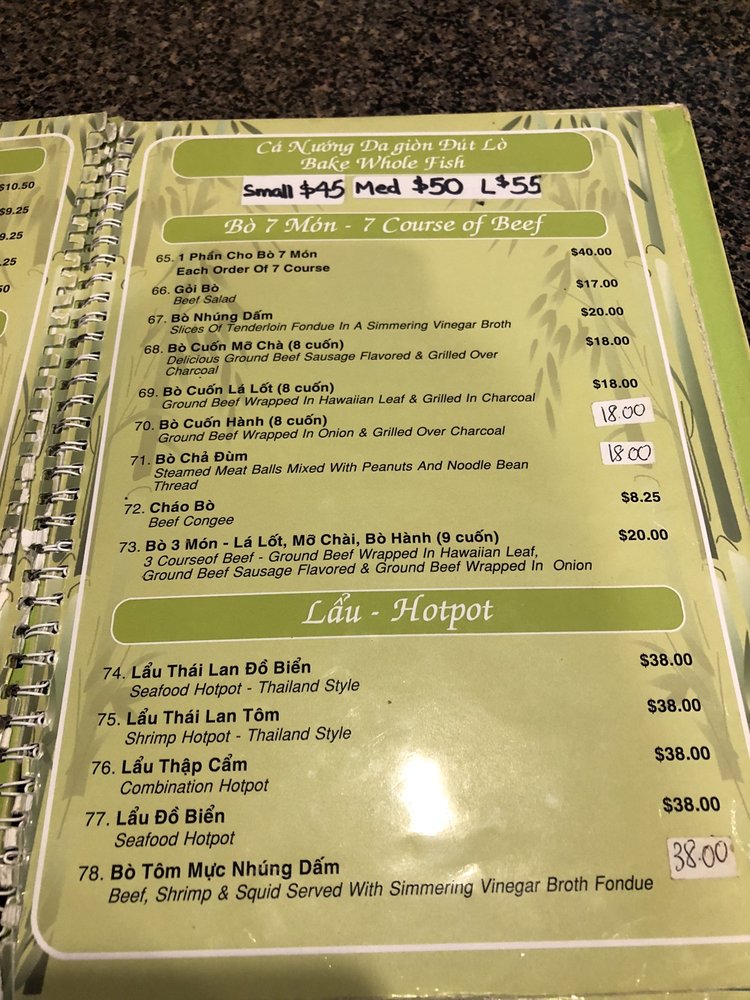 $10.50
$9.25
9.25
.25
50
Cá Nướng Da giòn Đút Lò
Bake Whole Fish
Small $45 Med $50 L $55
Bò 7 Món - 7 Course of Beef
65. 1 Phần Cho Bò 7 Món $40.00
Each Order Of 7 Course
66. Gỏi Bò $17.00
Beef Salad
67. Bò Nhúng Dấm $20.00
Slices Of Tenderloin Fondue In A Simmering Vinegar Broth
68. Bò Cuốn Mỡ Chà (8 cuốn) $18.00
Delicious Ground Beef Sausage Flavored & Grilled Over
Charcoal
69. Bò Cuốn Lá Lốt (8 cuốn) $18.00
Ground Beef Wrapped In Hawaiian Leaf & Grilled In Charcoal
70. Bò Cuốn Hành (8 cuốn) 18.00
Ground Beef Wrapped In Onion & Grilled Over Charcoal
71. Bò Chả Đùm 18.00
Steamed Meat Balls Mixed With Peanuts And Noodle Bean
Thread
72. Cháo Bò $8.25
Beef Congee
73. Bò 3 Món - Lá Lốt, Mỡ Chài, Bò Hành (9 cuốn) $20.00
3 Courseof Beef - Ground Beef Wrapped In Hawaiian Leaf,
Ground Beef Sausage Flavored & Ground Beef Wrapped In Onion
Lẩu - Hotpot
74. Lẩu Thái Lan Đồ Biển $38.00
Seafood Hotpot - Thailand Style
75. Lẩu Thái Lan Tôm $38.00
Shrimp Hotpot - Thailand Style
76. Lẩu Thập Cẩm $38.00
Combination Hotpot
77. Lẩu Đồ Biển $38.00
Seafood Hotpot
78. Bò Tôm Mực Nhúng Dấm 38.00
Beef, Shrimp & Squid Served With Simmering Vinegar Broth Fondue